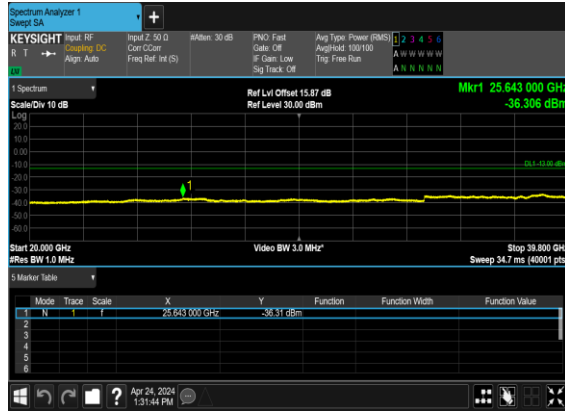 Spectrum Analyzer 1
Swept SA
KEYSIGHT Input: RF Input Z: 50 Ω #Atten: 30 dB PNO: Fast Avg Type: Power (RMS) 1 2 3 4 5 6
R T Coupling: DC Corr CCorr Gate: Off Avg|Hold: 100/100 A W W W W W
Align: Auto Freq Ref: Int (S) IF Gain: Low Trig: Free Run
Sig Track: Off A N N N N N
1 Spectrum
Ref Lvl Offset 15.87 dB Mkr1 25.643 000 GHz
Scale/Div 10 dB Ref Level 30.00 dBm -36.306 dBm
Log
20.0
10.0
0.00
-10.0
DL1 -13.00 dBm
-20.0
1
-30.0
-40.0
-50.0
-60.0
Start 20.000 GHz Video BW 3.0 MHz* Stop 39.800 GHz
#Res BW 1.0 MHz Sweep 34.7 ms (40001 pts)
5 Marker Table
Mode Trace Scale X Y Function Function Width Function Value
1 N 1 f 25.643 000 GHz -36.31 dBm
2
3
4
5
6
? Apr 24, 2024
1:31:44 PM